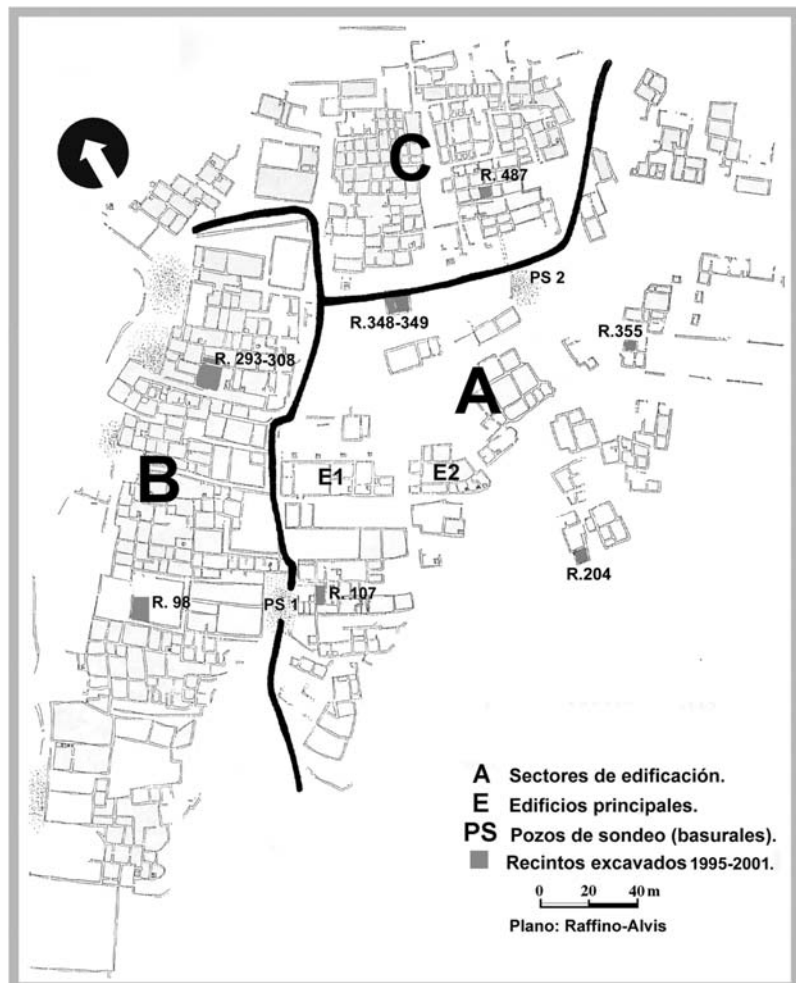 C
R. 487
PS 2
R.348-349
R.355
R. 293-308
A
B
E1
E2
R.204
R. 98
PS 1
R. 107
A Sectores de edificación.
E Edificios principales.
PS Pozos de sondeo (basurales).
Recintos excavados 1995-2001.
0 20 40 m
Plano: Raffino-Alvis